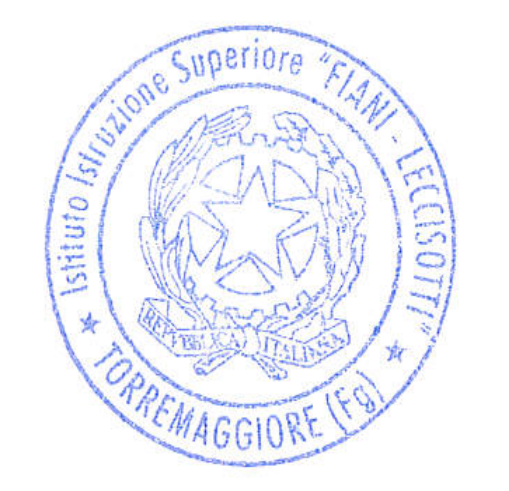 Istituto Istruzione Superiore "FIANI - LECCISOTTI"
★ TORREMAGGIORE (Fg) ★
REPUBBLICA ITALIANA